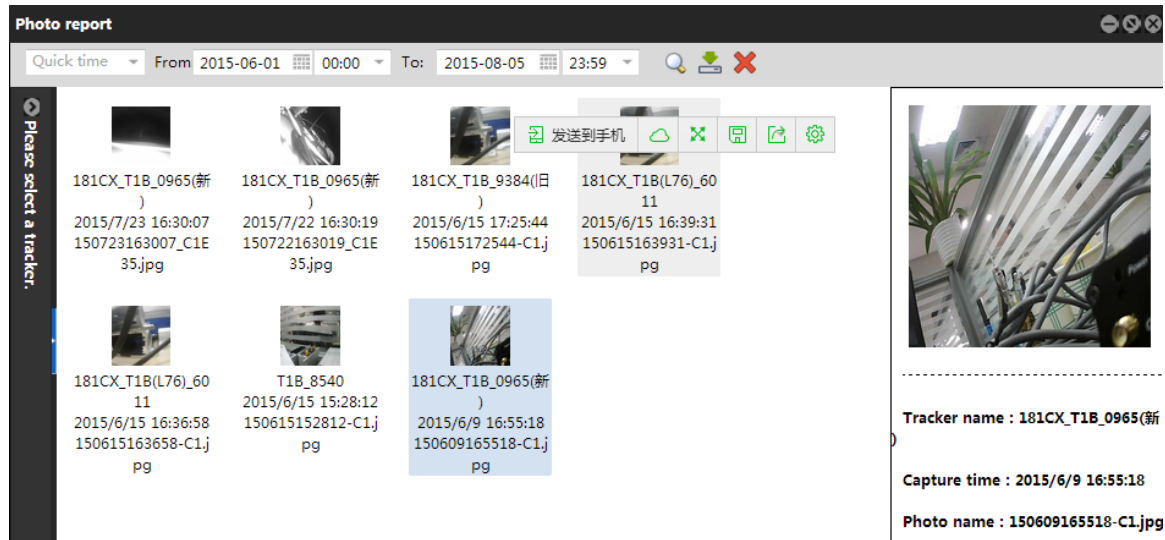 Photo report
Quick time From 2015-06-01 00:00 To: 2015-08-05 23:59
Please select a tracker.
发送到手机
181CX_T1B_0965(新
)
2015/7/23 16:30:07
150723163007_C1E
35.jpg
181CX_T1B_0965(新
)
2015/7/22 16:30:19
150722163019_C1E
35.jpg
181CX_T1B_9384(旧
)
2015/6/15 17:25:44
150615172544-C1.j
pg
181CX_T1B(L76)_60
11
2015/6/15 16:39:31
150615163931-C1.j
pg
181CX_T1B(L76)_60
11
2015/6/15 16:36:58
150615163658-C1.j
pg
T1B_8540
2015/6/15 15:28:12
150615152812-C1.j
pg
181CX_T1B_0965(新
)
2015/6/9 16:55:18
150609165518-C1.j
pg
Tracker name : 181CX_T1B_0965(新
)
Capture time : 2015/6/9 16:55:18
Photo name : 150609165518-C1.jpg